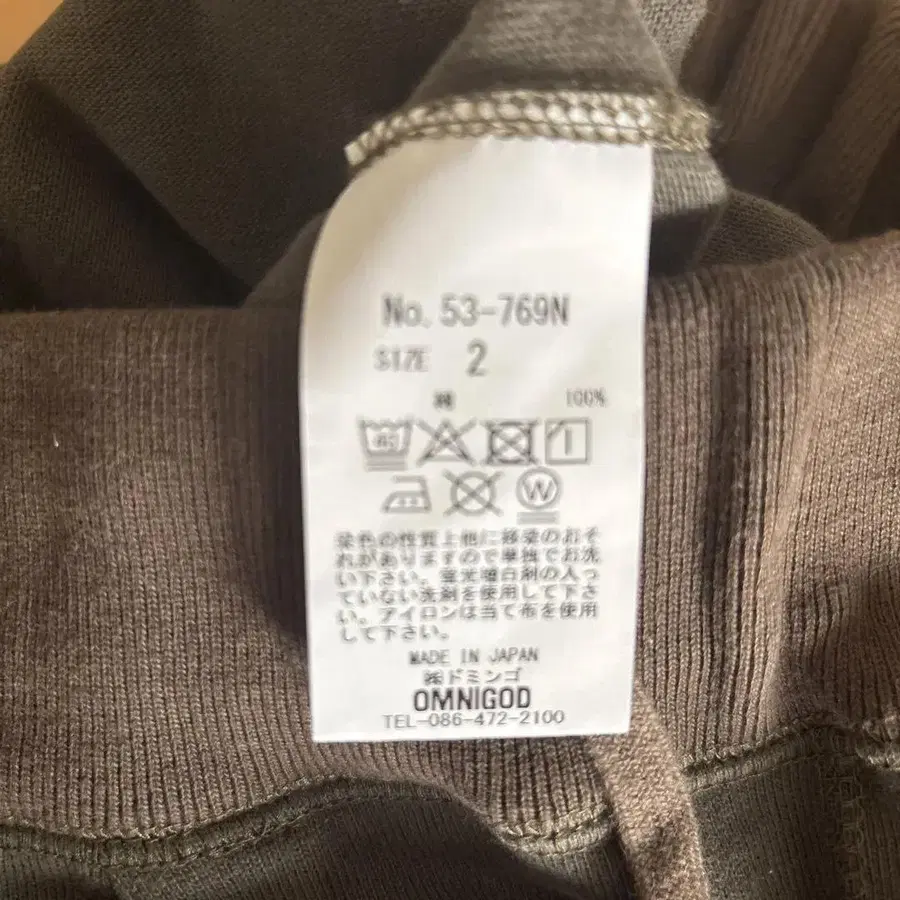 No. 53-769N
SIZE 2
綿 100%
W
染色の性質上他に移染のおそ
れがありますので単独でお洗
い下さい。蛍光増白剤の入っ
ていない洗剤を使用して下さ
い。アイロンは当て布を使用
して下さい。
MADE IN JAPAN
㈱ドミンゴ
OMNIGOD
TEL-086-472-2100